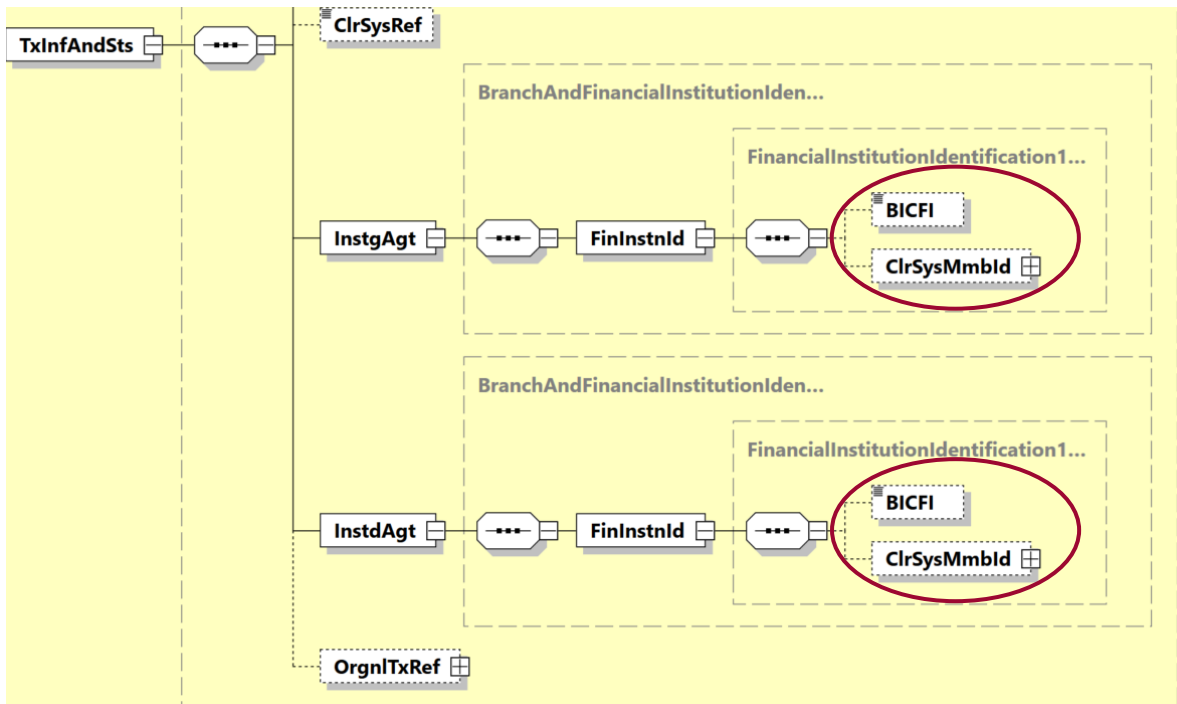 ClrSysRef
TxInfAndSts
BranchAndFinancialInstitutionIden...
FinancialInstitutionIdentification1...
BICFI
InstgAgt
FinInstnId
ClrSysMmbId
BranchAndFinancialInstitutionIden...
FinancialInstitutionIdentification1...
BICFI
InstdAgt
FinInstnId
ClrSysMmbId
OrgnlTxRef